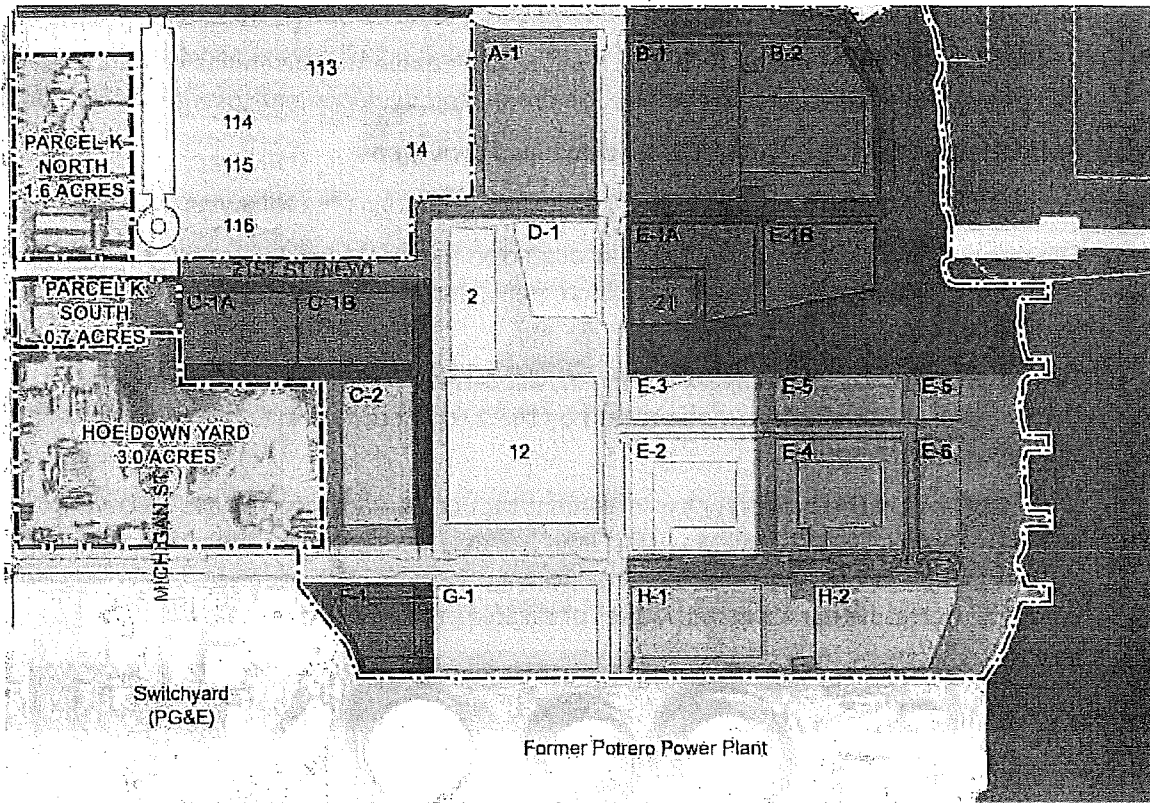 A-1
B-1
B-2
113
114
14
115
116
PARCEL K
NORTH
1.6 ACRES
D-1
E-1A
E-1B
21ST ST (NEW)
2
21
PARCEL K
SOUTH
0.7 ACRES
C-1A
C-1B
C-2
E-3
E-5
E-5
HOE DOWN YARD
3.0 ACRES
12
E-2
E-4
E-6
MICHIGAN ST
F-1
G-1
H-1
H-2
Switchyard
(PG&E)
Former Potrero Power Plant